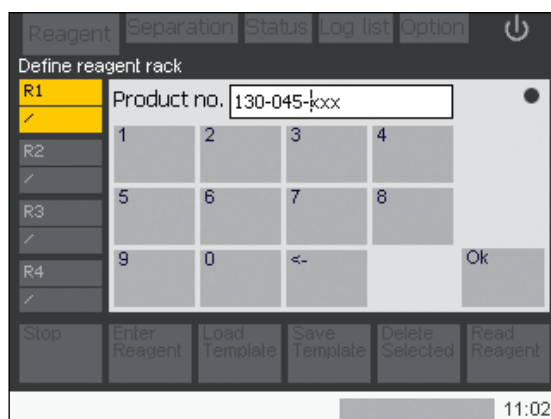 Reagent Separation Status Log list Option
Define reagent rack
R1
/
R2
/
R3
/
R4
/
Product no. 130-045-xxx
1 2 3 4
5 6 7 8
9 0 <- Ok
Stop Enter Reagent Load Template Save Template Delete Selected Read Reagent
11:02